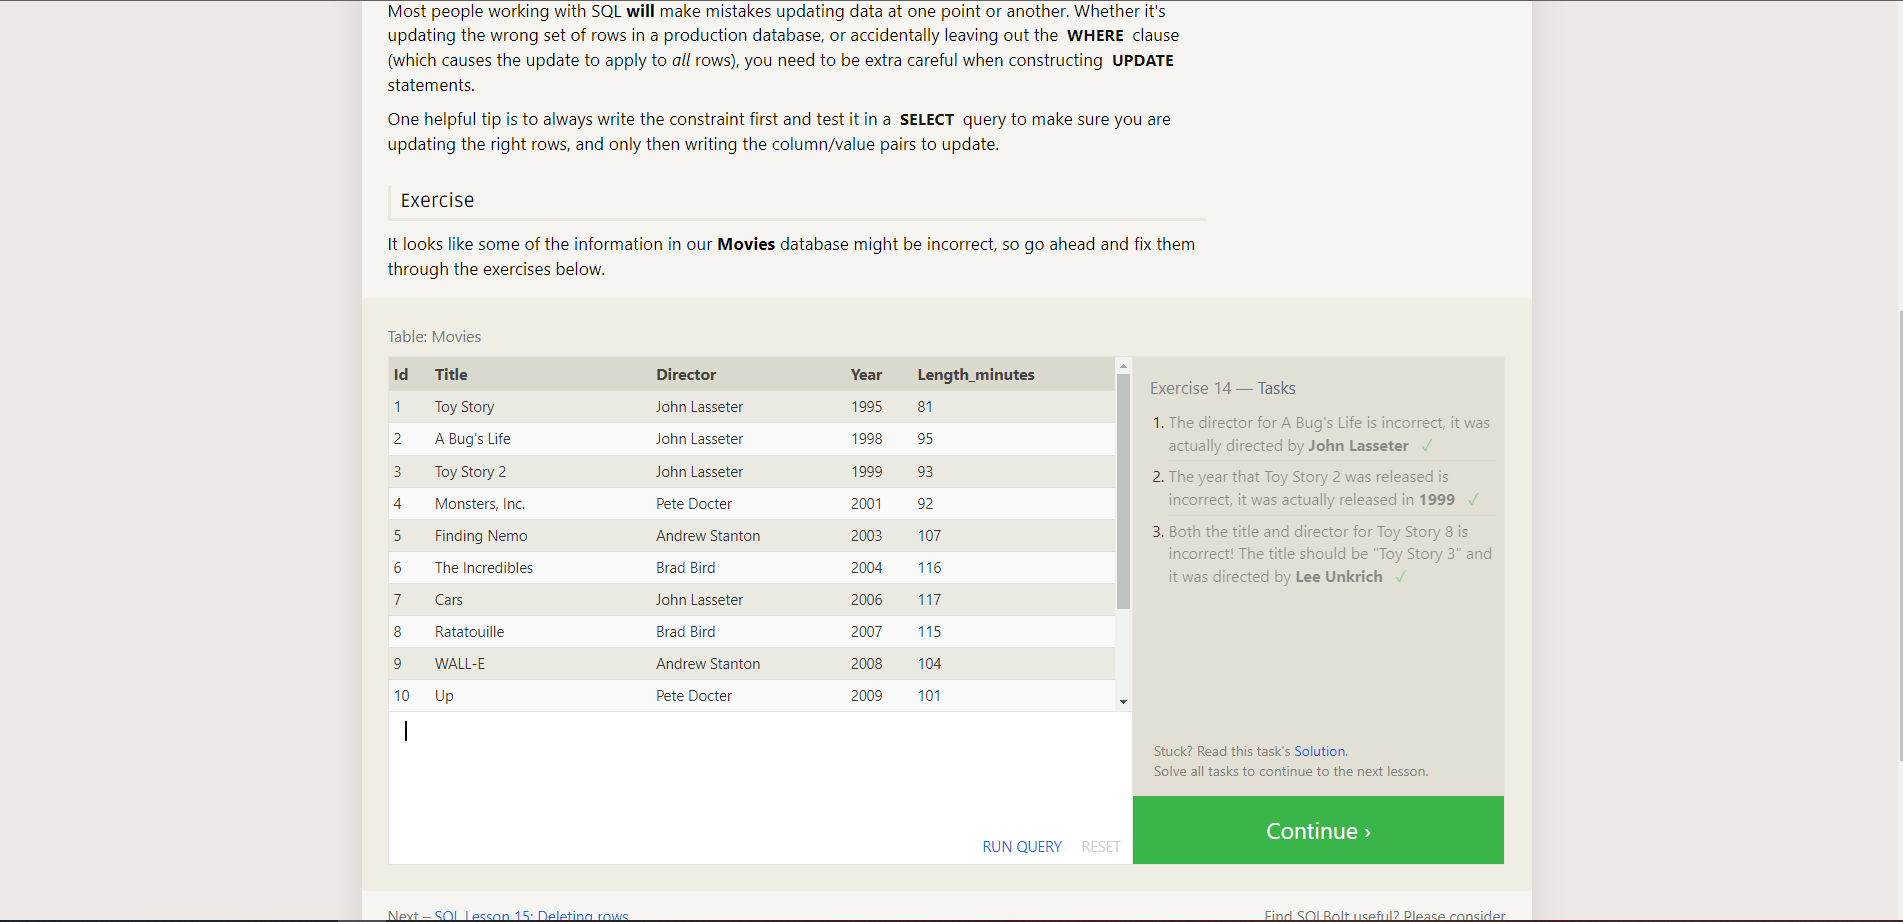 Most people working with SQL will make mistakes updating data at one point or another. Whether it's
updating the wrong set of rows in a production database, or accidentally leaving out the WHERE clause
(which causes the update to apply to all rows), you need to be extra careful when constructing UPDATE
statements.
One helpful tip is to always write the constraint first and test it in a SELECT query to make sure you are
updating the right rows, and only then writing the column/value pairs to update.
Exercise
It looks like some of the information in our Movies database might be incorrect, so go ahead and fix them
through the exercises below.
Table: Movies
Id Title Director Year Length_minutes
1 Toy Story John Lasseter 1995 81
2 A Bug's Life John Lasseter 1998 95
3 Toy Story 2 John Lasseter 1999 93
4 Monsters, Inc. Pete Docter 2001 92
5 Finding Nemo Andrew Stanton 2003 107
6 The Incredibles Brad Bird 2004 116
7 Cars John Lasseter 2006 117
8 Ratatouille Brad Bird 2007 115
9 WALL-E Andrew Stanton 2008 104
10 Up Pete Docter 2009 101
RUN QUERY RESET
Exercise 14 — Tasks
1. The director for A Bug's Life is incorrect, it was
actually directed by John Lasseter ✓
2. The year that Toy Story 2 was released is
incorrect, it was actually released in 1999 ✓
3. Both the title and director for Toy Story 8 is
incorrect! The title should be "Toy Story 3" and
it was directed by Lee Unkrich ✓
Stuck? Read this task's Solution.
Solve all tasks to continue to the next lesson.
Continue ›
Next – SQL Lesson 15: Deleting rows
Find SQLBolt useful? Please consider